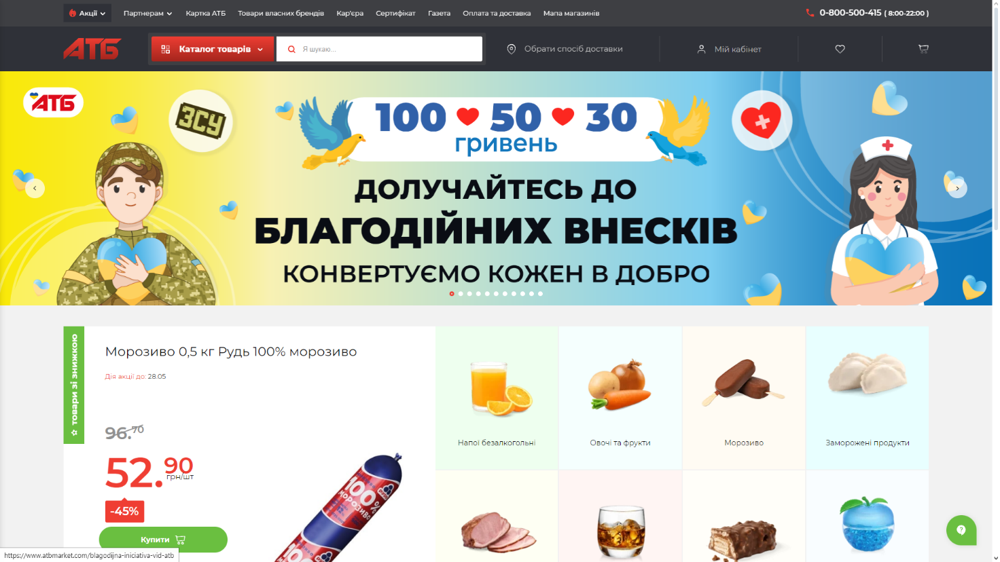 Акції
Партнерам
Картка АТБ
Товари власних брендів
Кар'єра
Сертифікат
Газета
Оплата та доставка
Мапа магазинів
0-800-500-415 ( 8:00-22:00 )
АТБ
Каталог товарів
Я шукаю...
Обрати спосіб доставки
Мій кабінет
АТБ
ЗСУ
100 50 30
гривень
ДОЛУЧАЙТЕСЬ ДО
БЛАГОДІЙНИХ ВНЕСКІВ
КОНВЕРТУЄМО КОЖЕН В ДОБРО
товари зі знижкою
Морозиво 0,5 кг Рудь 100% морозиво
Дія акції до: 28.05
96.70
52.90
грн/шт
-45%
Купити
100%
МОРОЗИВО
Напої безалкогольні
Овочі та фрукти
Морозиво
Заморожені продукти
https://www.atbmarket.com/blagodijna-iniciativa-vid-atb